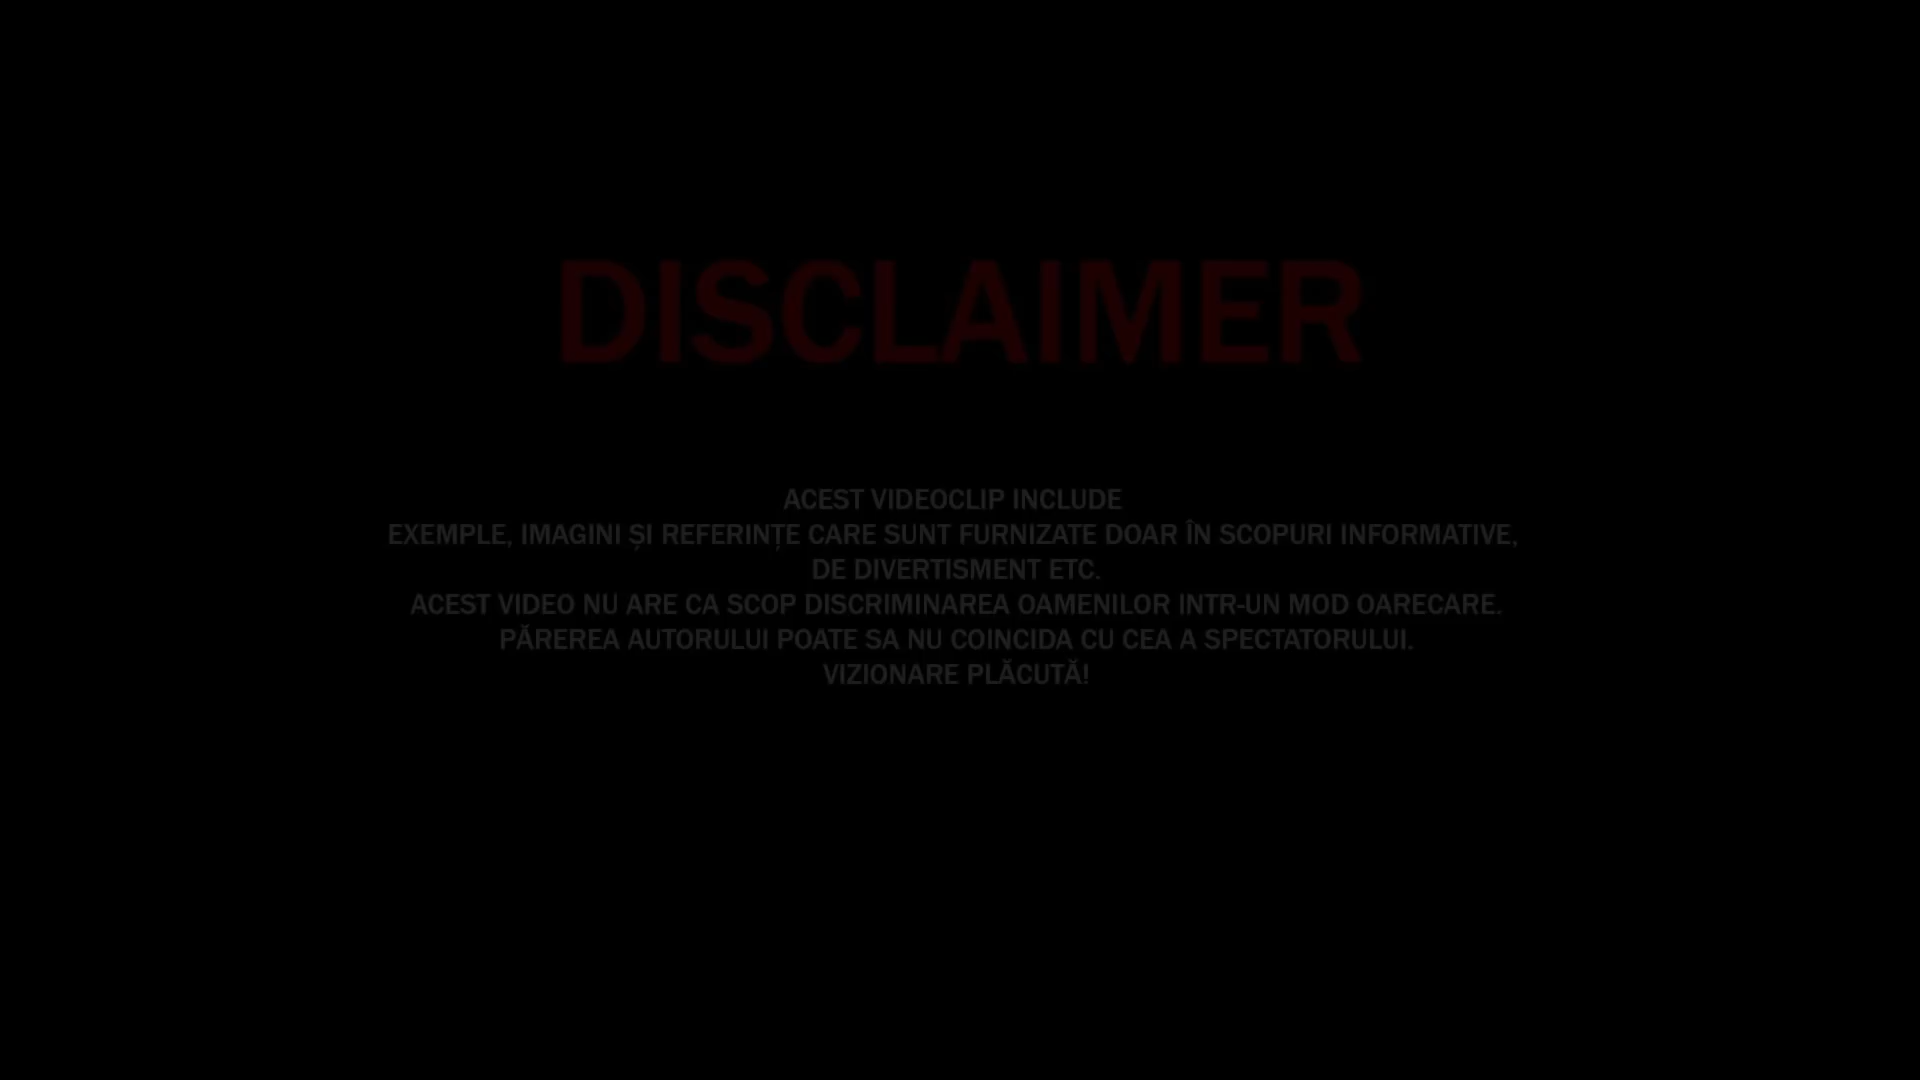 DISCLAIMER
ACEST VIDEOCLIP INCLUDE
EXEMPLE, IMAGINI ȘI REFERINȚE CARE SUNT FURNIZATE DOAR ÎN SCOPURI INFORMATIVE,
DE DIVERTISMENT ETC.
ACEST VIDEO NU ARE CA SCOP DISCRIMINAREA OAMENILOR INTR-UN MOD OARECARE.
PĂREREA AUTORULUI POATE SA NU COINCIDA CU CEA A SPECTATORULUI.
VIZIONARE PLĂCUTĂ!